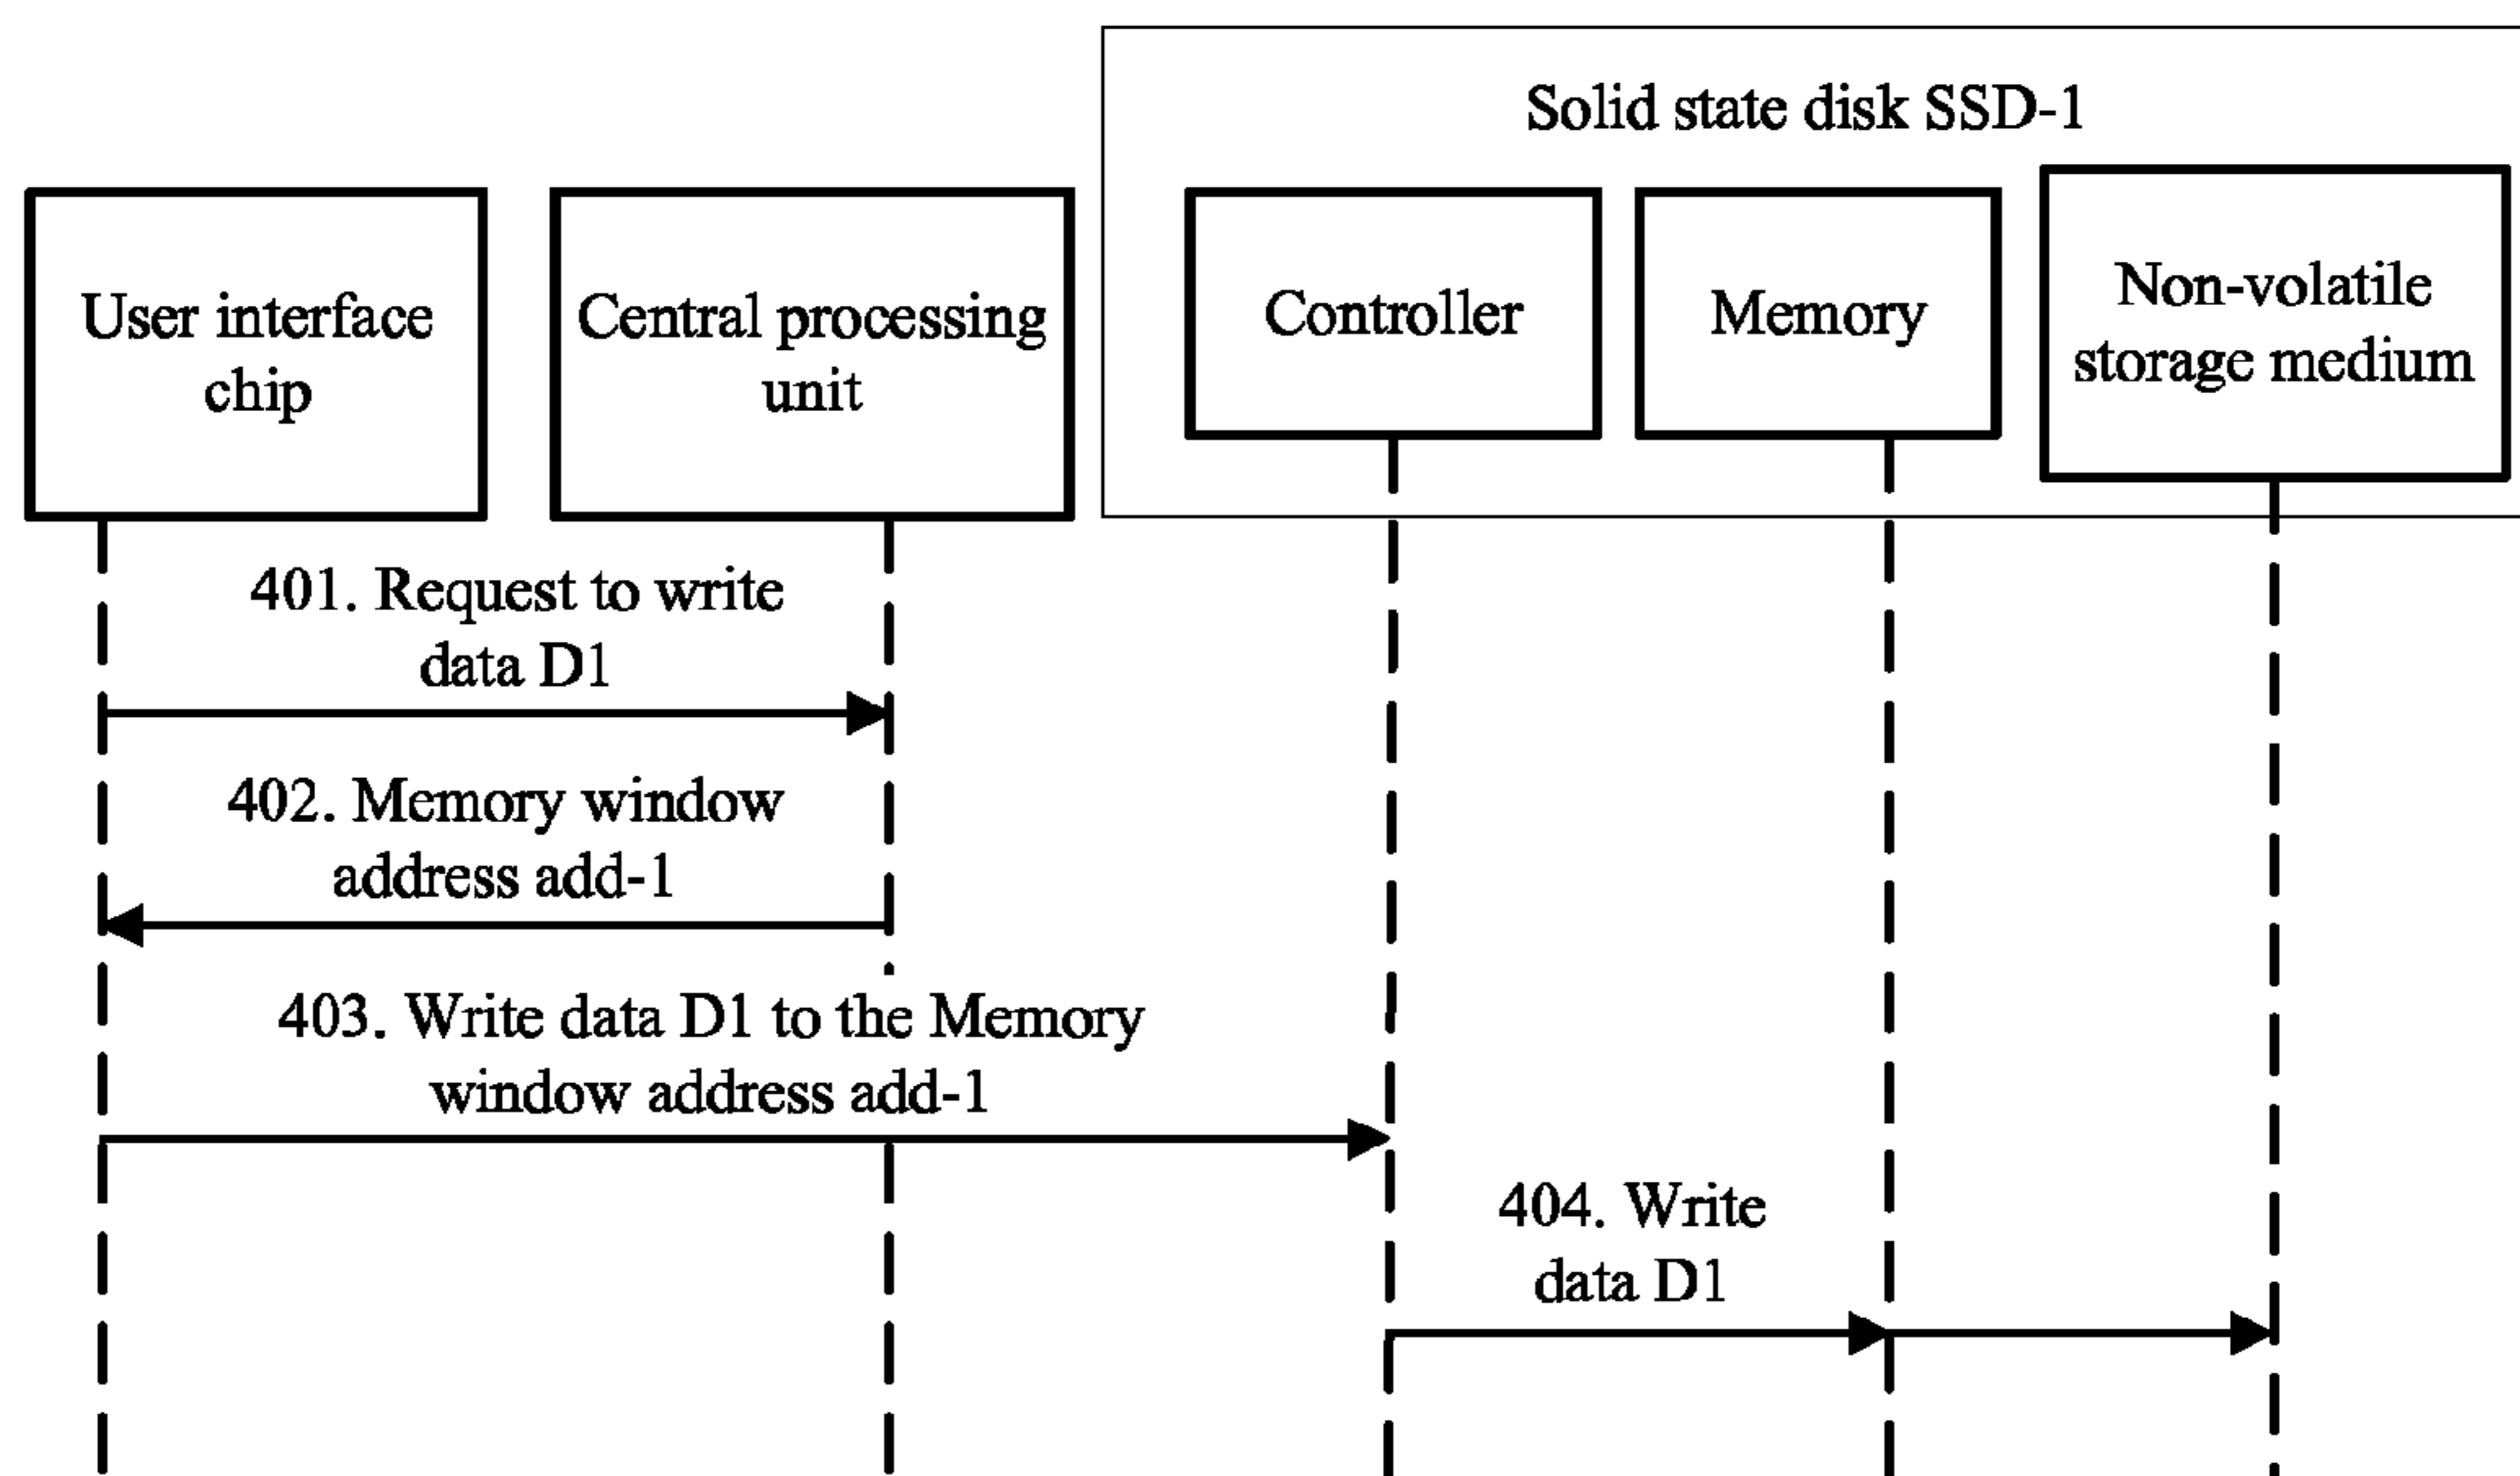 Solid state disk SSD-1
User interface
chip
Central processing
unit
Controller
Memory
Non-volatile
storage medium
401. Request to write
data D1
402. Memory window
address add-1
403. Write data D1 to the Memory
window address add-1
404. Write
data D1